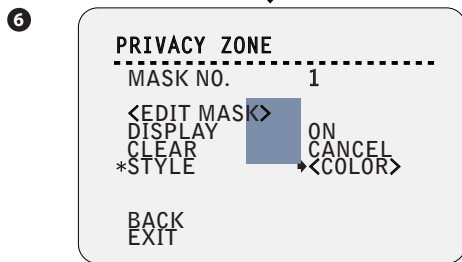 6
PRIVACY ZONE
MASK NO. 1
<EDIT MASK>
DISPLAY ON
CLEAR CANCEL
*STYLE <COLOR>
BACK
EXIT